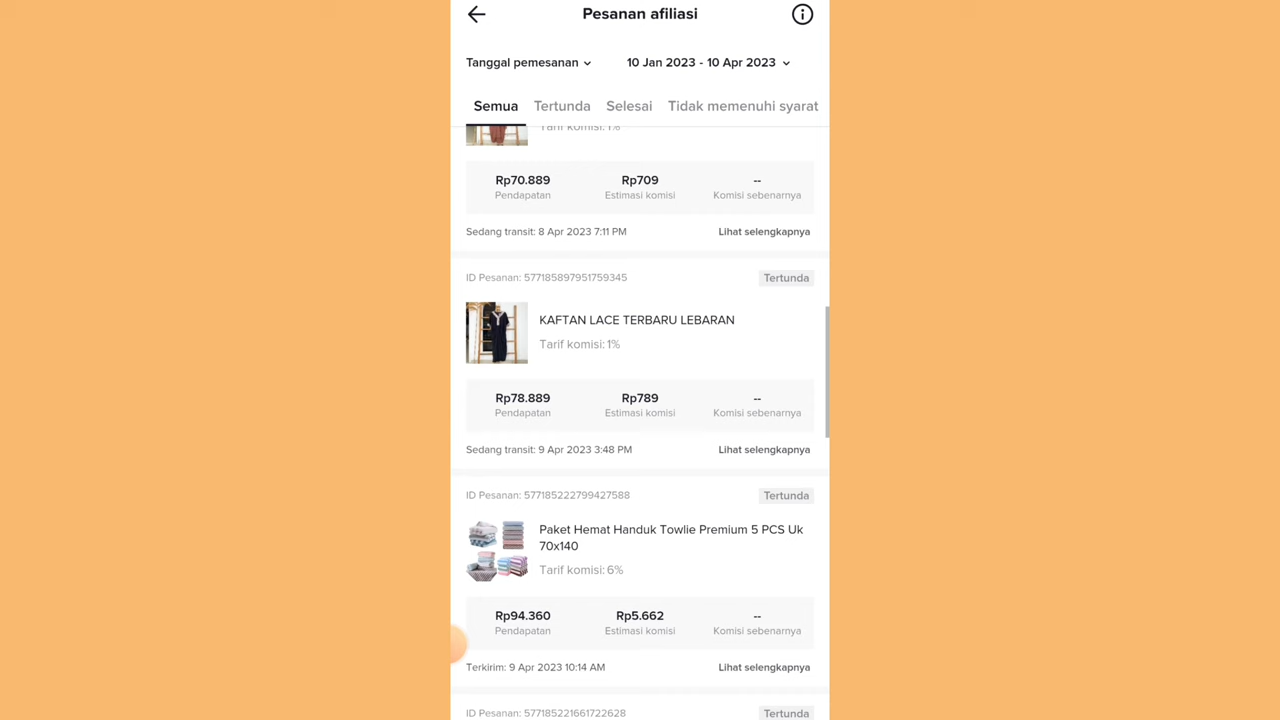 Pesanan afiliasi
Tanggal pemesanan 10 Jan 2023 - 10 Apr 2023
Semua Tertunda Selesai Tidak memenuhi syarat
Tarif komisi: 1%
Rp70.889 Rp709 --
Pendapatan Estimasi komisi Komisi sebenarnya
Sedang transit: 8 Apr 2023 7:11 PM Lihat selengkapnya
ID Pesanan: 577185897951759345 Tertunda
KAFTAN LACE TERBARU LEBARAN
Tarif komisi: 1%
Rp78.889 Rp789 --
Pendapatan Estimasi komisi Komisi sebenarnya
Sedang transit: 9 Apr 2023 3:48 PM Lihat selengkapnya
ID Pesanan: 577185222799427588 Tertunda
Paket Hemat Handuk Towlie Premium 5 PCS Uk
70x140
Tarif komisi: 6%
Rp94.360 Rp5.662 --
Pendapatan Estimasi komisi Komisi sebenarnya
Terkirim: 9 Apr 2023 10:14 AM Lihat selengkapnya
ID Pesanan: 577185221661722628 Tertunda